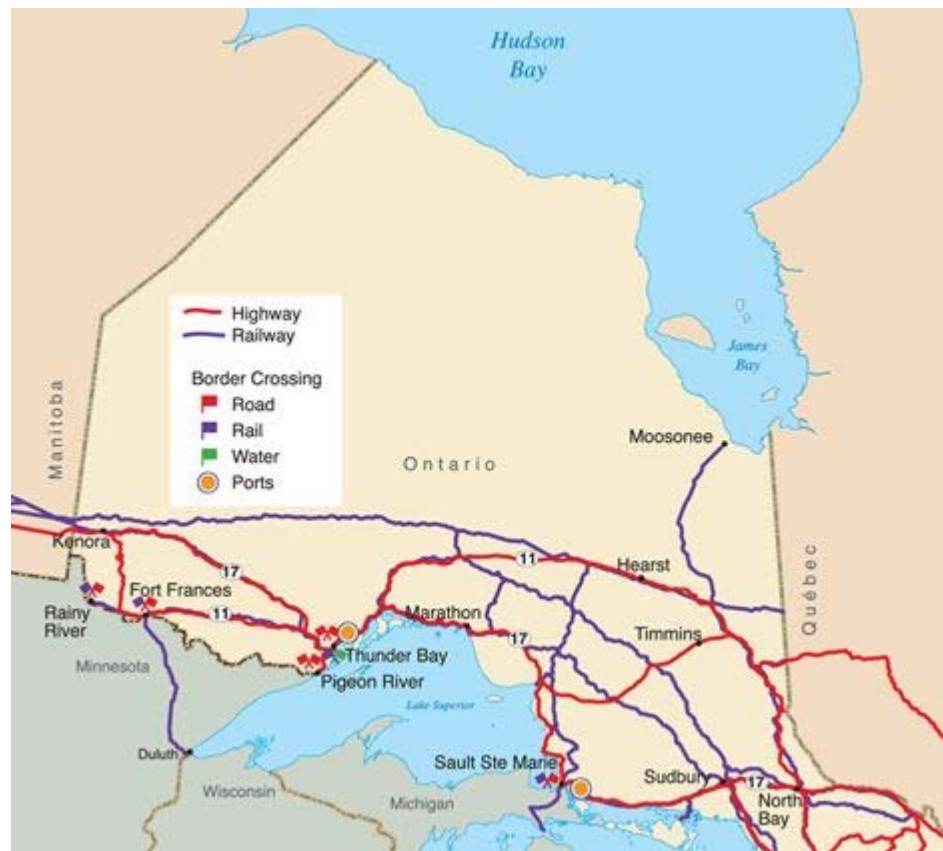 Hudson
Bay
Highway
Railway
James
Bay
Border Crossing
Road
Rail
Water
Ports
Manitoba
Moosonee
Ontario
Kenora
17
11
Hearst
Québec
Fort Frances
11
Rainy
River
Marathon
17
Timmins
Thunder Bay
Minnesota
Pigeon River
Lake Superior
Duluth
Sault Ste Marie
Sudbury
17
North
Bay
Wisconsin
Michigan